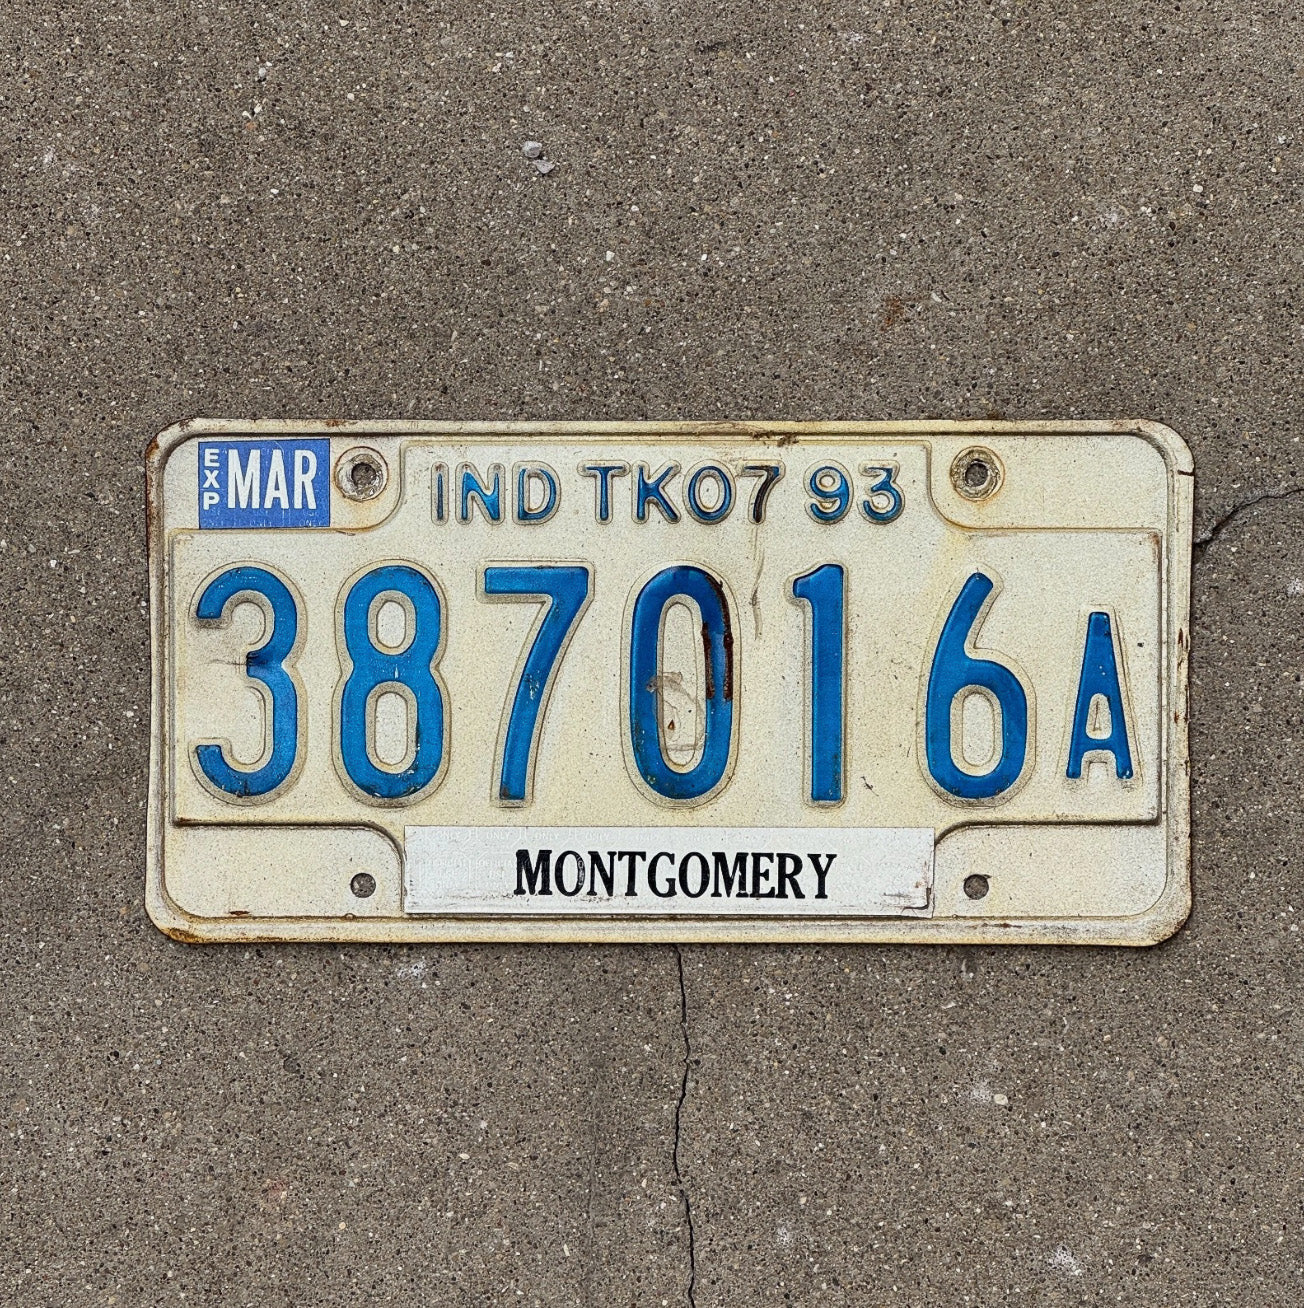 EXP MAR
IND TK07 93
387016A
MONTGOMERY